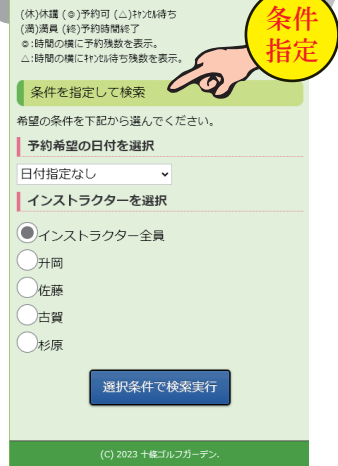 (休)休講 (◎)予約可 (△)ｷｬﾝｾﾙ待ち
(満)満員 (終)予約時間終了
◎:時間の横に予約残数を表示。
△:時間の横にｷｬﾝｾﾙ待ち残数を表示。
条件
指定
条件を指定して検索
希望の条件を下記から選んでください。
予約希望の日付を選択
日付指定なし
インストラクターを選択
インストラクター全員
升岡
佐藤
古賀
杉原
選択条件で検索実行
(C) 2023 十條ゴルフガーデン.